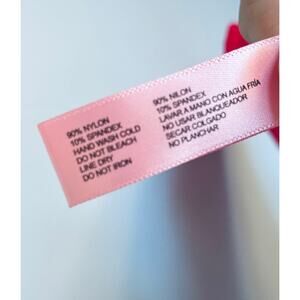 90% NYLON
10% SPANDEX
HAND WASH COLD
DO NOT BLEACH
LINE DRY
DO NOT IRON
90% NILON
10% SPANDEX
LAVAR A MANO CON AGUA FRÍA
NO USAR BLANQUEADOR
SECAR COLGADO
NO PLANCHAR